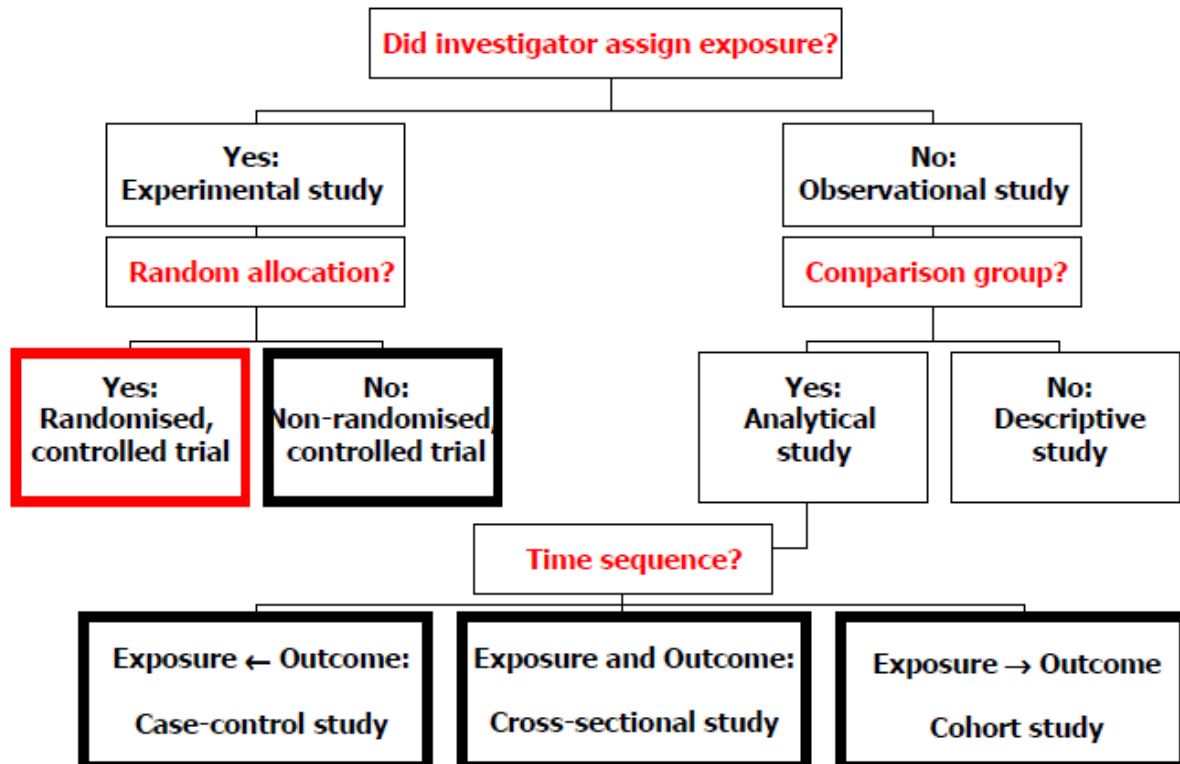 Did investigator assign exposure?
Yes:
Experimental study
No:
Observational study
Random allocation?
Comparison group?
Yes:
Randomised,
controlled trial
No:
Non-randomised,
controlled trial
Yes:
Analytical
study
No:
Descriptive
study
Time sequence?
Exposure ← Outcome:
Case-control study
Exposure and Outcome:
Cross-sectional study
Exposure → Outcome
Cohort study